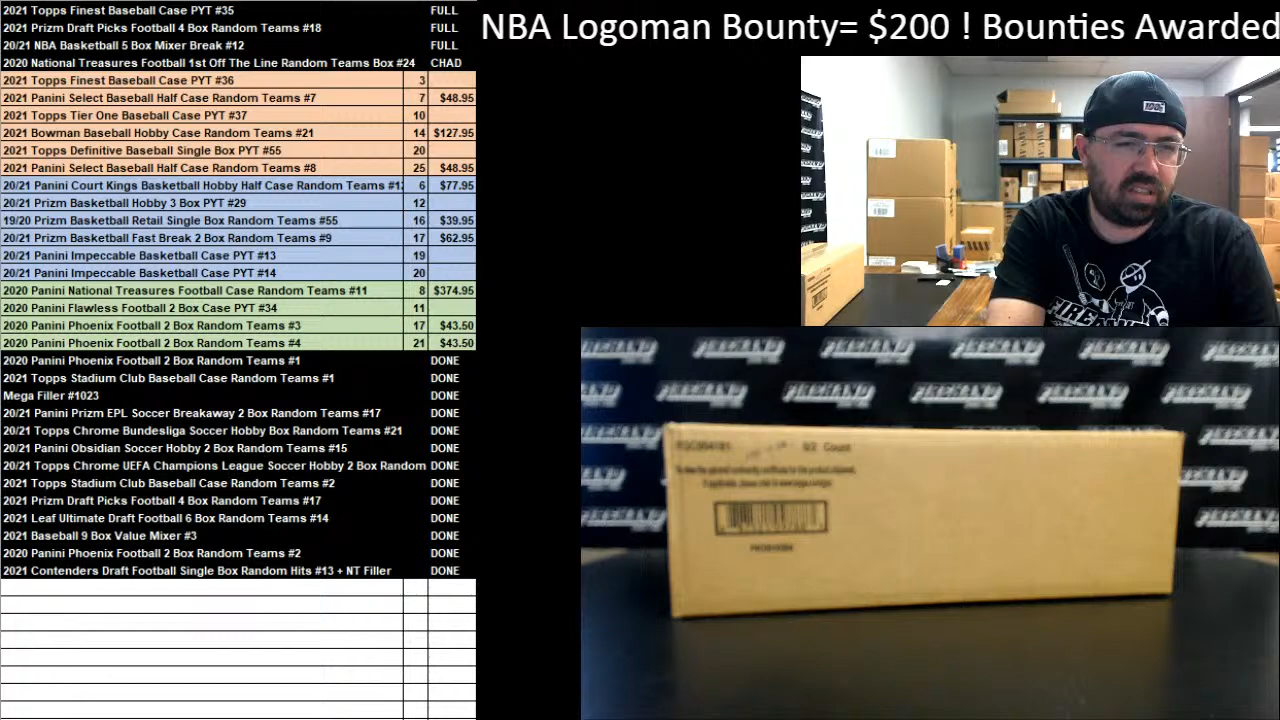 2021 Topps Finest Baseball Case PYT #35 FULL
2021 Prizm Draft Picks Football 4 Box Random Teams #18 FULL
20/21 NBA Basketball 5 Box Mixer Break #12 FULL
2020 National Treasures Football 1st Off The Line Random Teams Box #24 CHAD
2021 Topps Finest Baseball Case PYT #36 3
2021 Panini Select Baseball Half Case Random Teams #7 7 $48.95
2021 Topps Tier One Baseball Case PYT #37 10
2021 Bowman Baseball Hobby Case Random Teams #21 14 $127.95
2021 Topps Definitive Baseball Single Box PYT #55 20
2021 Panini Select Baseball Half Case Random Teams #8 25 $48.95
20/21 Panini Court Kings Basketball Hobby Half Case Random Teams 6 $77.95
20/21 Prizm Basketball Hobby 3 Box PYT #29 12
19/20 Prizm Basketball Retail Single Box Random Teams #55 16 $39.95
20/21 Prizm Basketball Fast Break 2 Box Random Teams #9 17 $62.95
20/21 Panini Impeccable Basketball Case PYT #13 19
20/21 Panini Impeccable Basketball Case PYT #14 20
2020 Panini National Treasures Football Case Random Teams #11 8 $374.95
2020 Panini Flawless Football 2 Box Case PYT #34 11
2020 Panini Phoenix Football 2 Box Random Teams #3 17 $43.50
2020 Panini Phoenix Football 2 Box Random Teams #4 21 $43.50
2020 Panini Phoenix Football 2 Box Random Teams #1 DONE
2021 Topps Stadium Club Baseball Case Random Teams #1 DONE
Mega Filler #1023 DONE
20/21 Panini Prizm EPL Soccer Breakaway 2 Box Random Teams #17 DONE
20/21 Topps Chrome Bundesliga Soccer Hobby Box Random Teams #21 DONE
20/21 Panini Obsidian Soccer Hobby 2 Box Random Teams #15 DONE
20/21 Topps Chrome UEFA Champions League Soccer Hobby 2 Box Random DONE
2021 Topps Stadium Club Baseball Case Random Teams #2 DONE
2021 Prizm Draft Picks Football 4 Box Random Teams #17 DONE
2021 Leaf Ultimate Draft Football 6 Box Random Teams #14 DONE
2021 Baseball 9 Box Value Mixer #3 DONE
2020 Panini Phoenix Football 2 Box Random Teams #2 DONE
2021 Contenders Draft Football Single Box Random Hits #13 + NT Filler DONE
NBA Logoman Bounty= $200 ! Bounties Awarded
FIREHAND
Count